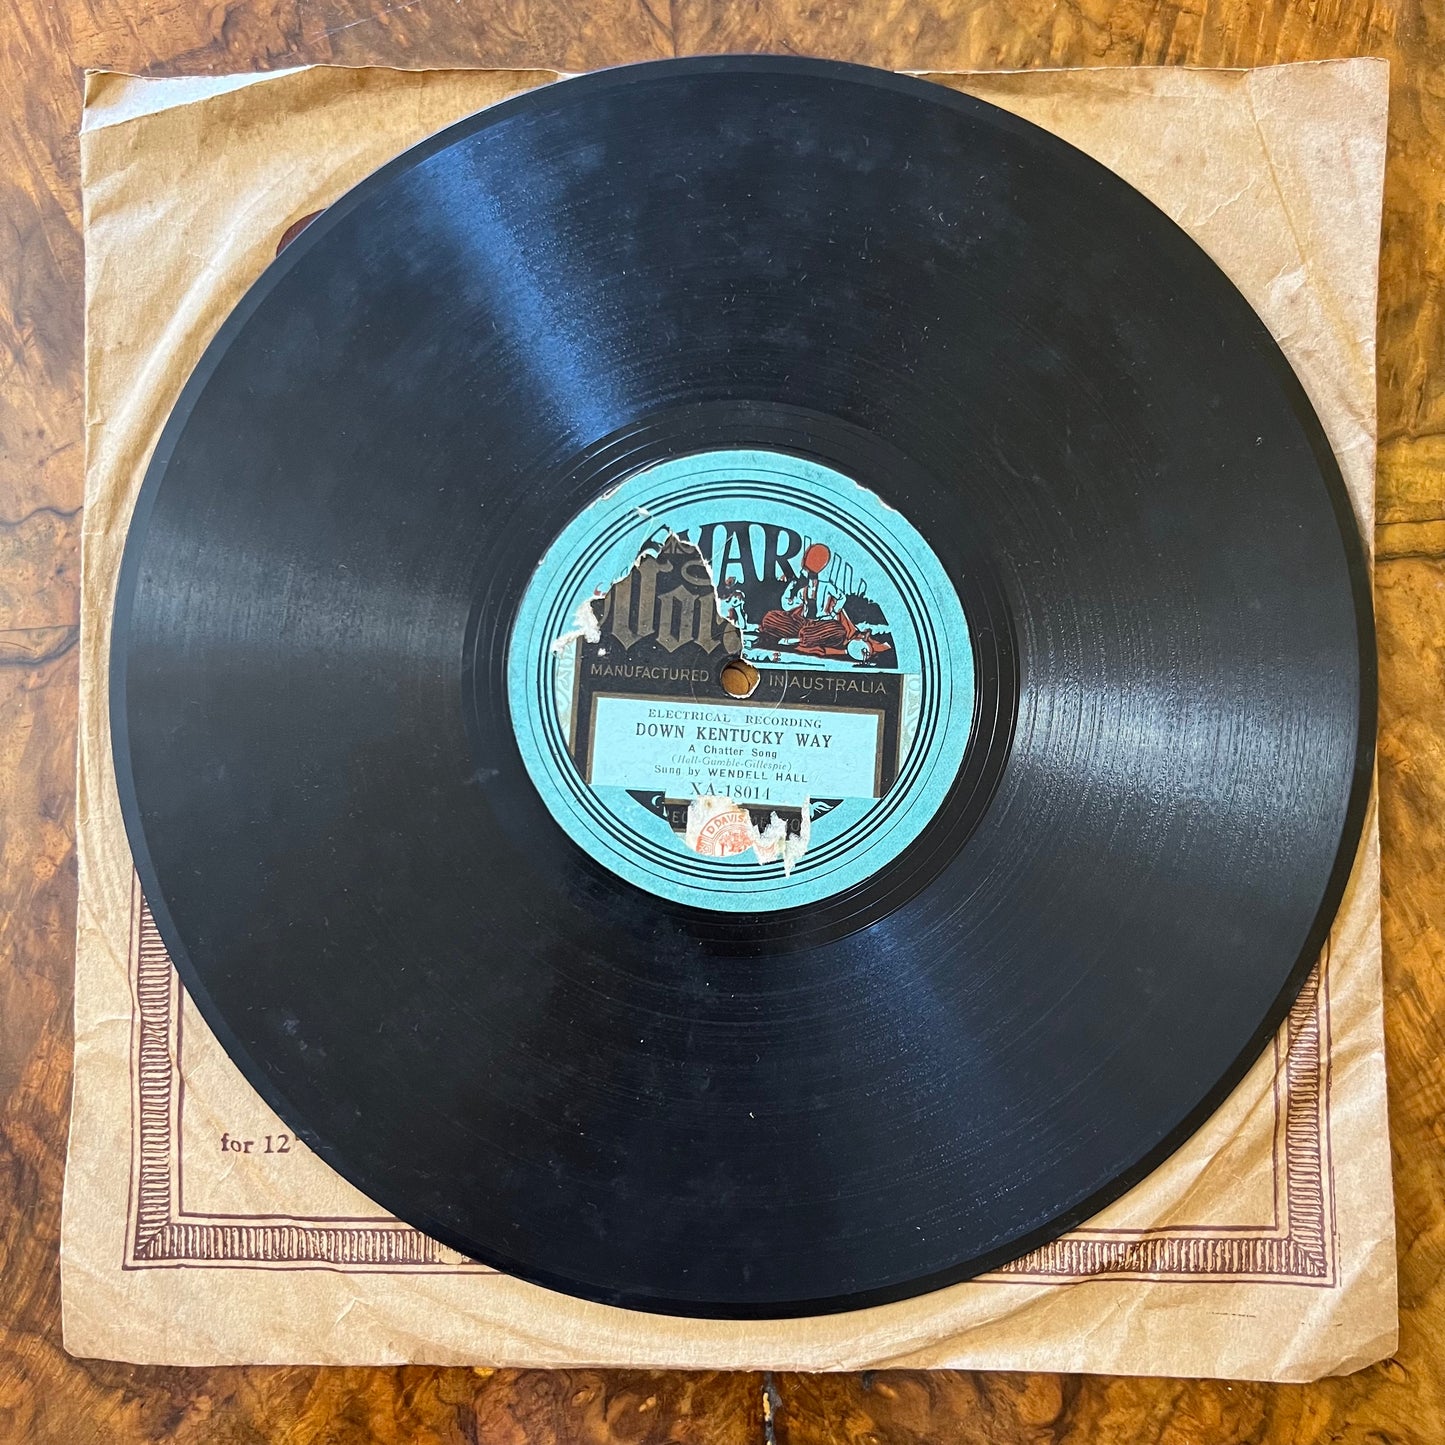 MANUFACTURED IN AUSTRALIA
ELECTRICAL RECORDING
DOWN KENTUCKY WAY
A Chatter Song
(Hall-Gumble-Gillespie)
Sung by WENDELL HALL
XA-18014
D.DAVIS
for 12